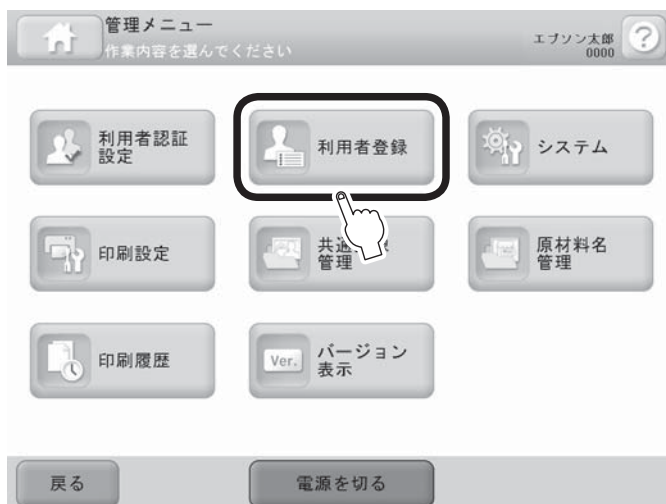 管理メニュー
作業内容を選んでください
エプソン太郎
0000
?
利用者認証
設定
利用者登録
システム
印刷設定
共通
管理
原材料名
管理
印刷履歴
Ver.
バージョン
表示
戻る
電源を切る